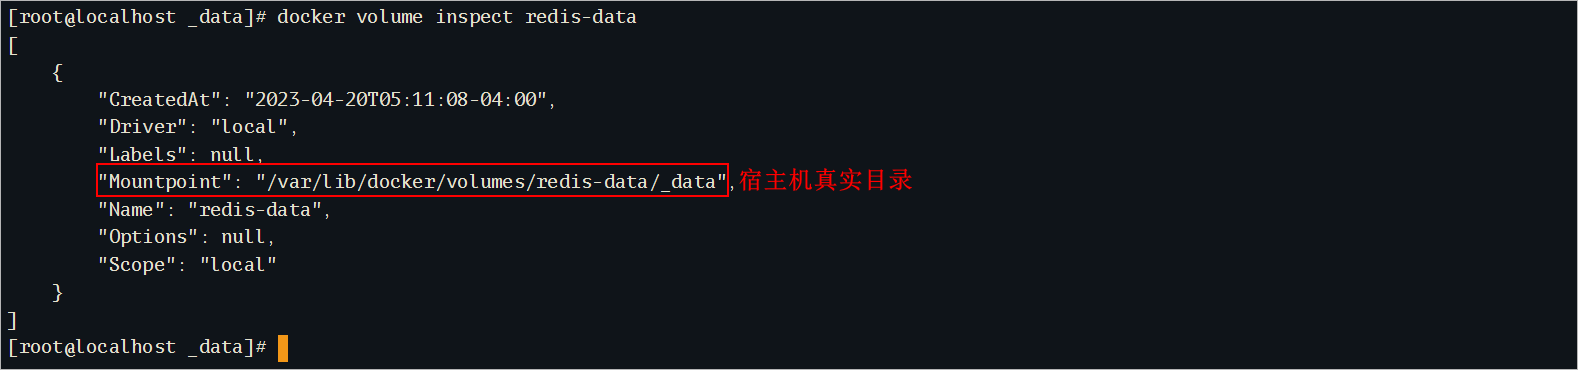 [root@localhost _data]# docker volume inspect redis-data
[
    {
        "CreatedAt": "2023-04-20T05:11:08-04:00",
        "Driver": "local",
        "Labels": null,
        "Mountpoint": "/var/lib/docker/volumes/redis-data/_data",宿主机真实目录
        "Name": "redis-data",
        "Options": null,
        "Scope": "local"
    }
]
[root@localhost _data]#